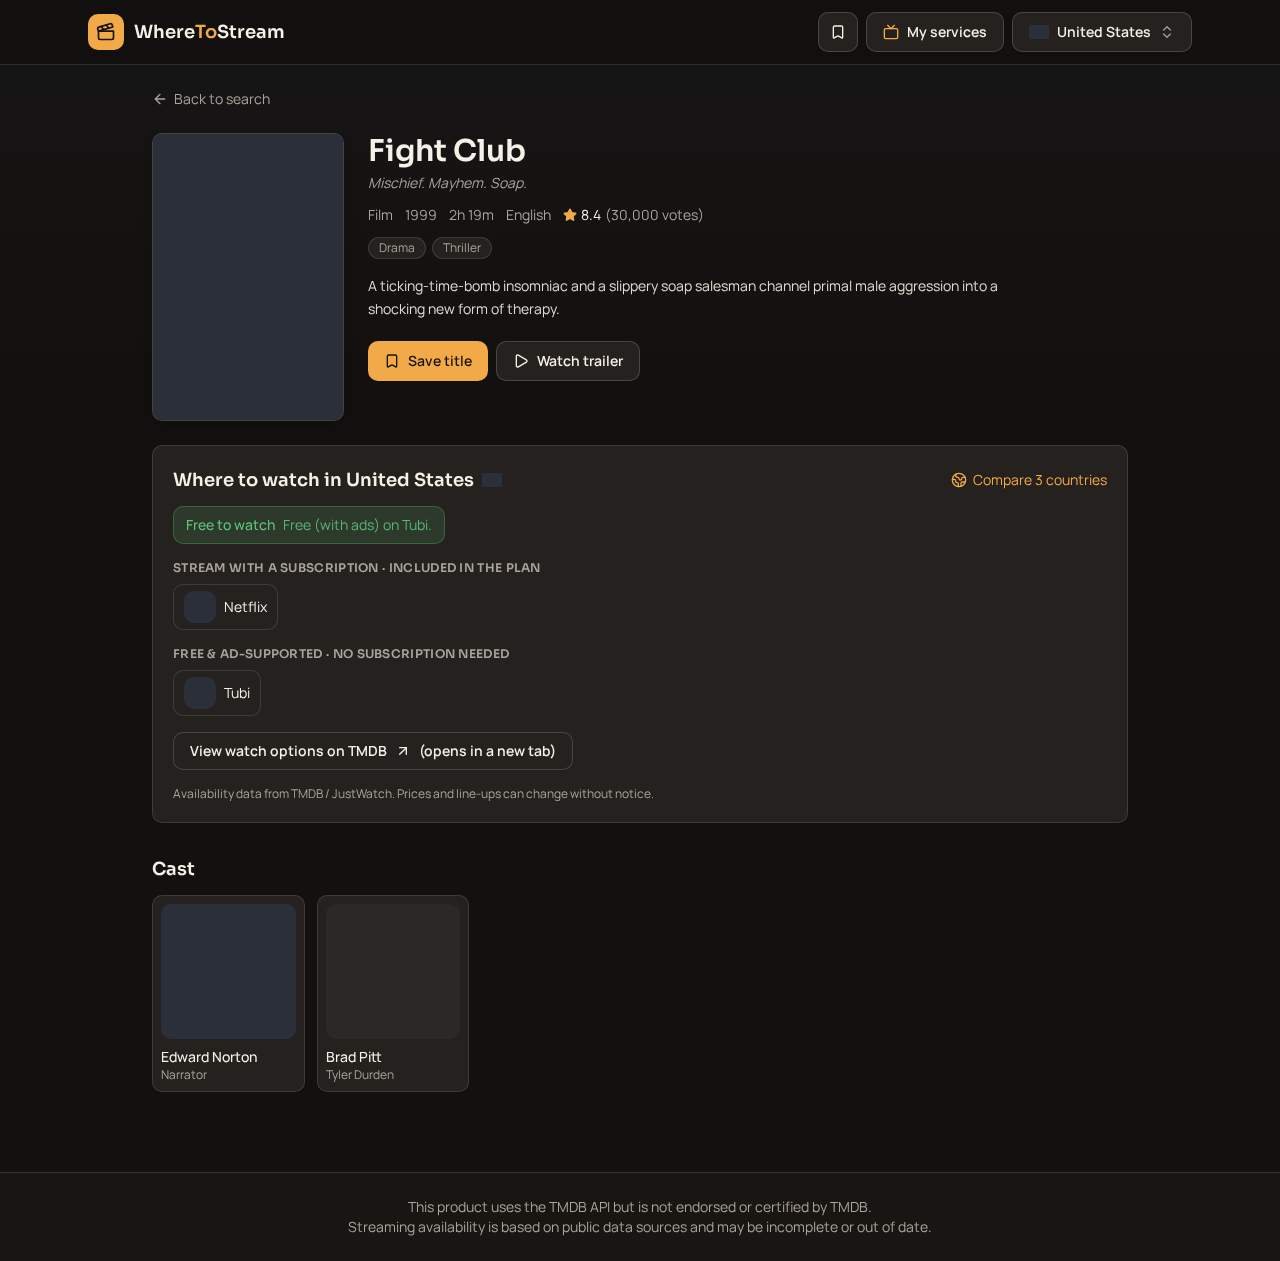 WhereToStream
My services
United States
Back to search
Fight Club
Mischief. Mayhem. Soap.
Film 1999 2h 19m English 8.4 (30,000 votes)
Drama Thriller
A ticking-time-bomb insomniac and a slippery soap salesman channel primal male aggression into a
shocking new form of therapy.
Save title
Watch trailer
Where to watch in United States
Compare 3 countries
Free to watch Free (with ads) on Tubi.
STREAM WITH A SUBSCRIPTION · INCLUDED IN THE PLAN
Netflix
FREE & AD-SUPPORTED · NO SUBSCRIPTION NEEDED
Tubi
View watch options on TMDB (opens in a new tab)
Availability data from TMDB / JustWatch. Prices and line-ups can change without notice.
Cast
Edward Norton
Narrator
Brad Pitt
Tyler Durden
This product uses the TMDB API but is not endorsed or certified by TMDB.
Streaming availability is based on public data sources and may be incomplete or out of date.